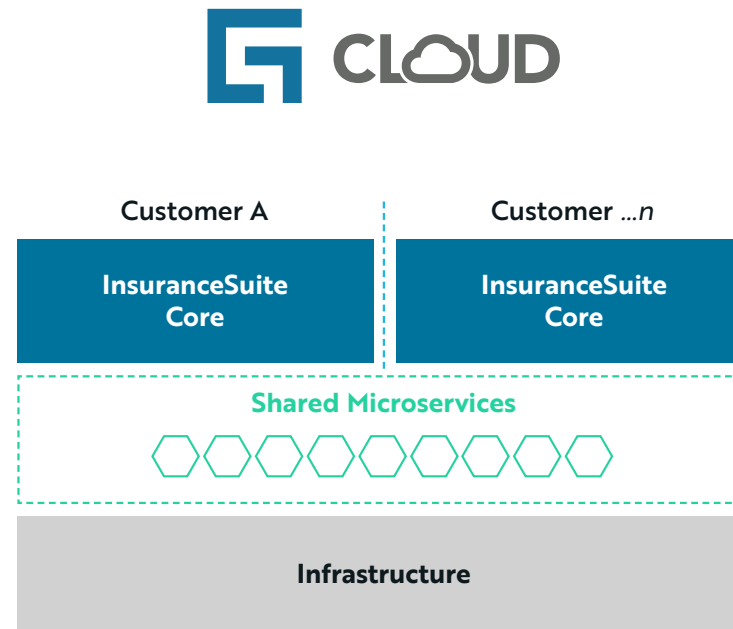 CLOUD
Customer A
Customer ...n
InsuranceSuite
Core
InsuranceSuite
Core
Shared Microservices
Infrastructure